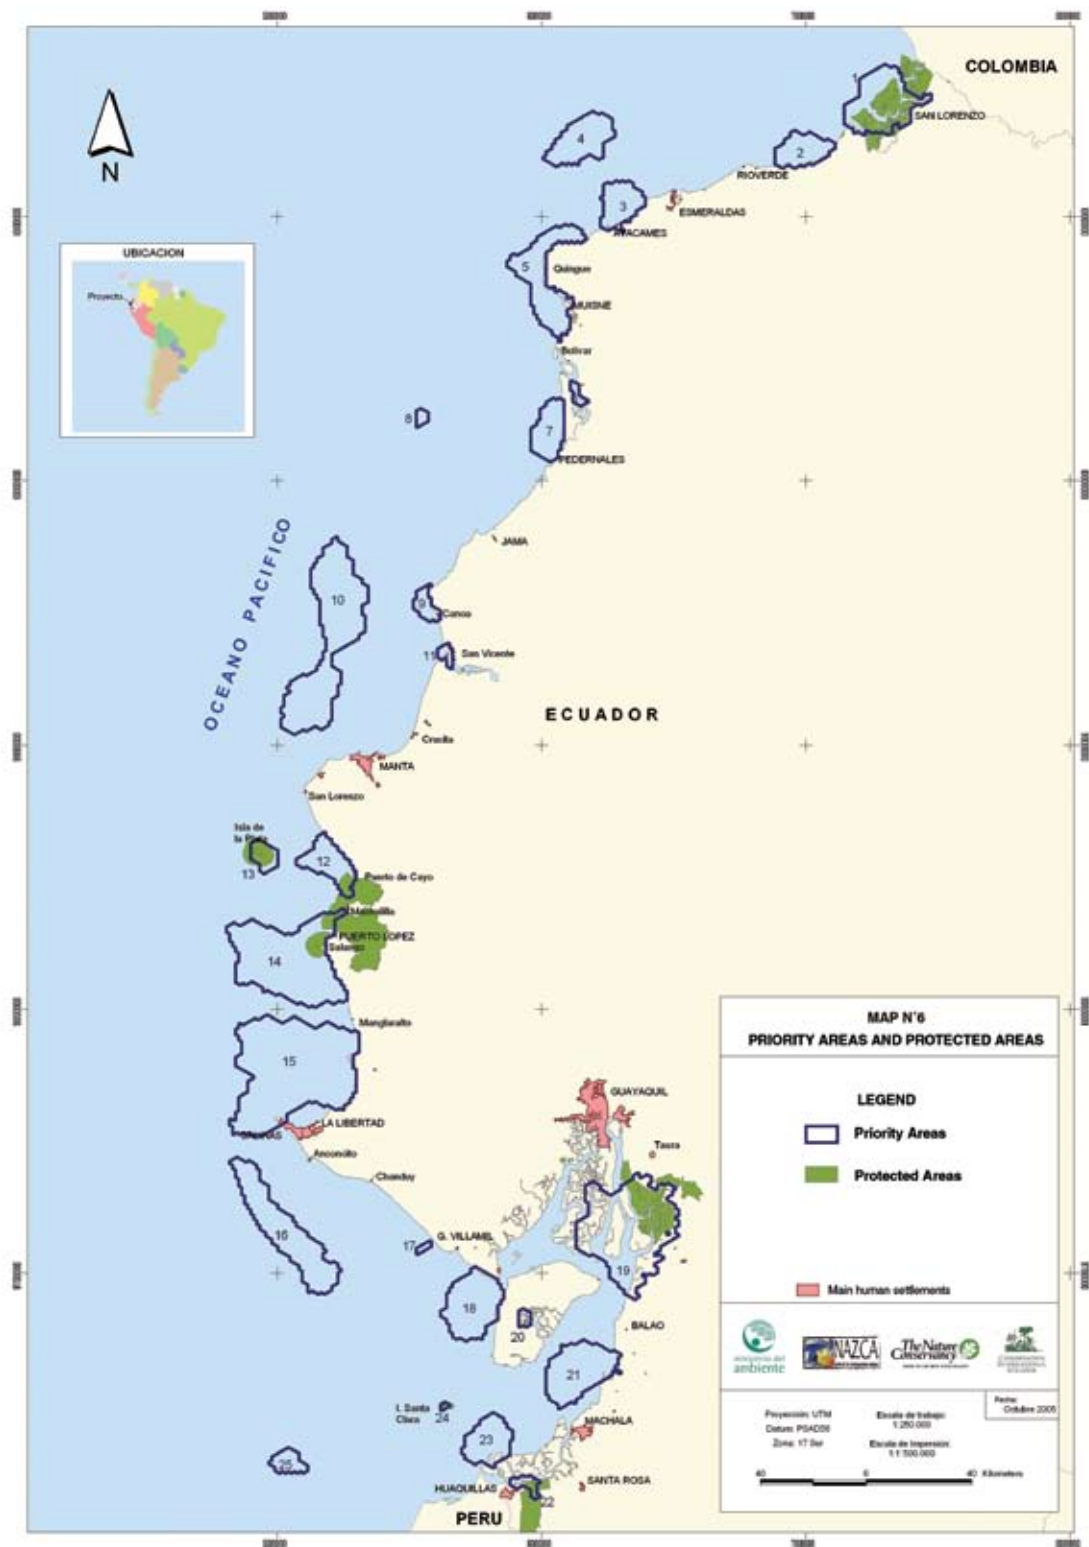 COLOMBIA
1
SAN LORENZO
4
2
RIOVERDE
3
ESMERALDAS
N
UBICACION
Proyecto
5
Quingue
MUISNE
Bolivar
8
7
PEDERNALES
JAMA
OCEANO PACIFICO
10
9
Canoa
11
San Vicente
ECUADOR
Crucita
MANTA
San Lorenzo
Isla de
la Plata
13
12
Puerto de Cayo
Machalilla
PUERTO LOPEZ
Salango
14
Manglaralto
15
SALINAS
LA LIBERTAD
Anconcito
Chanduy
GUAYAQUIL
Taura
16
17
G. VILLAMIL
19
18
20
BALAO
21
I. Santa
Clara
24
MACHALA
23
25
HUAQUILLAS
SANTA ROSA
22
PERU
MAP N°6
PRIORITY AREAS AND PROTECTED AREAS
LEGEND
Priority Areas
Protected Areas
Main human settlements
ministerio del
ambiente
NAZCA
The Nature
Conservancy
Proyección: UTM
Datum: PSAD56
Zona: 17 Sur
Escala de trabajo:
1:250.000
Escala de impresión:
Fecha:
Octubre 2005
40
0
40 Kilometers